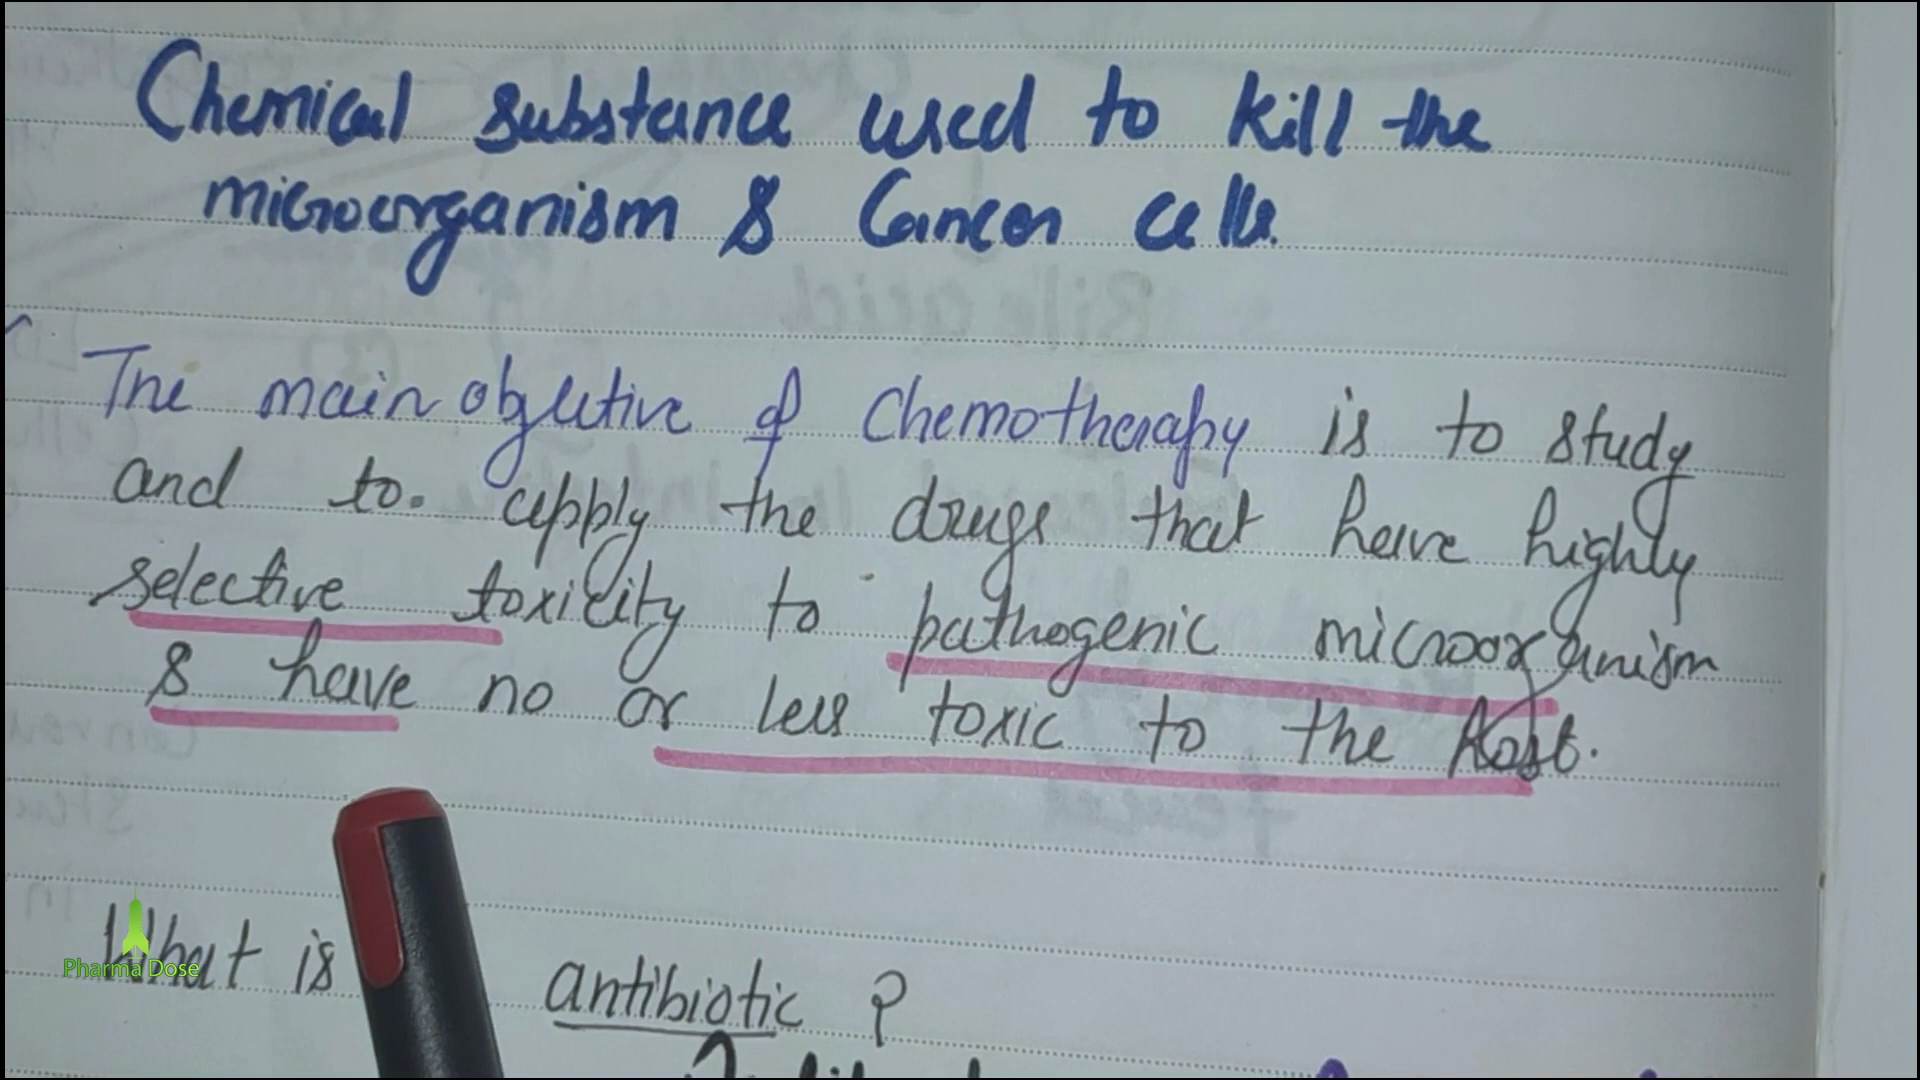 Chemical substance used to kill the
microorganism & Cancer cells.
The main objective of Chemotherapy is to study
and to. apply the drugs that have highly
selective toxicity to pathogenic microorganism
& have no or less toxic to the host.
What is antibiotic ?
Pharma Dose